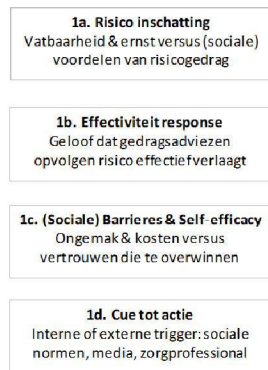 1a. Risico inschatting
Vatbaarheid & ernst versus (sociale)
voordelen van risicogedrag
1b. Effectiviteit response
Geloof dat gedragsadviezen
opvolgen risico effectief verlaagt
1c. (Sociale) Barrieres & Self-efficacy
Ongemak & kosten versus
vertrouwen die te overwinnen
1d. Cue tot actie
Interne of externe trigger: sociale
normen, media, zorgprofessional